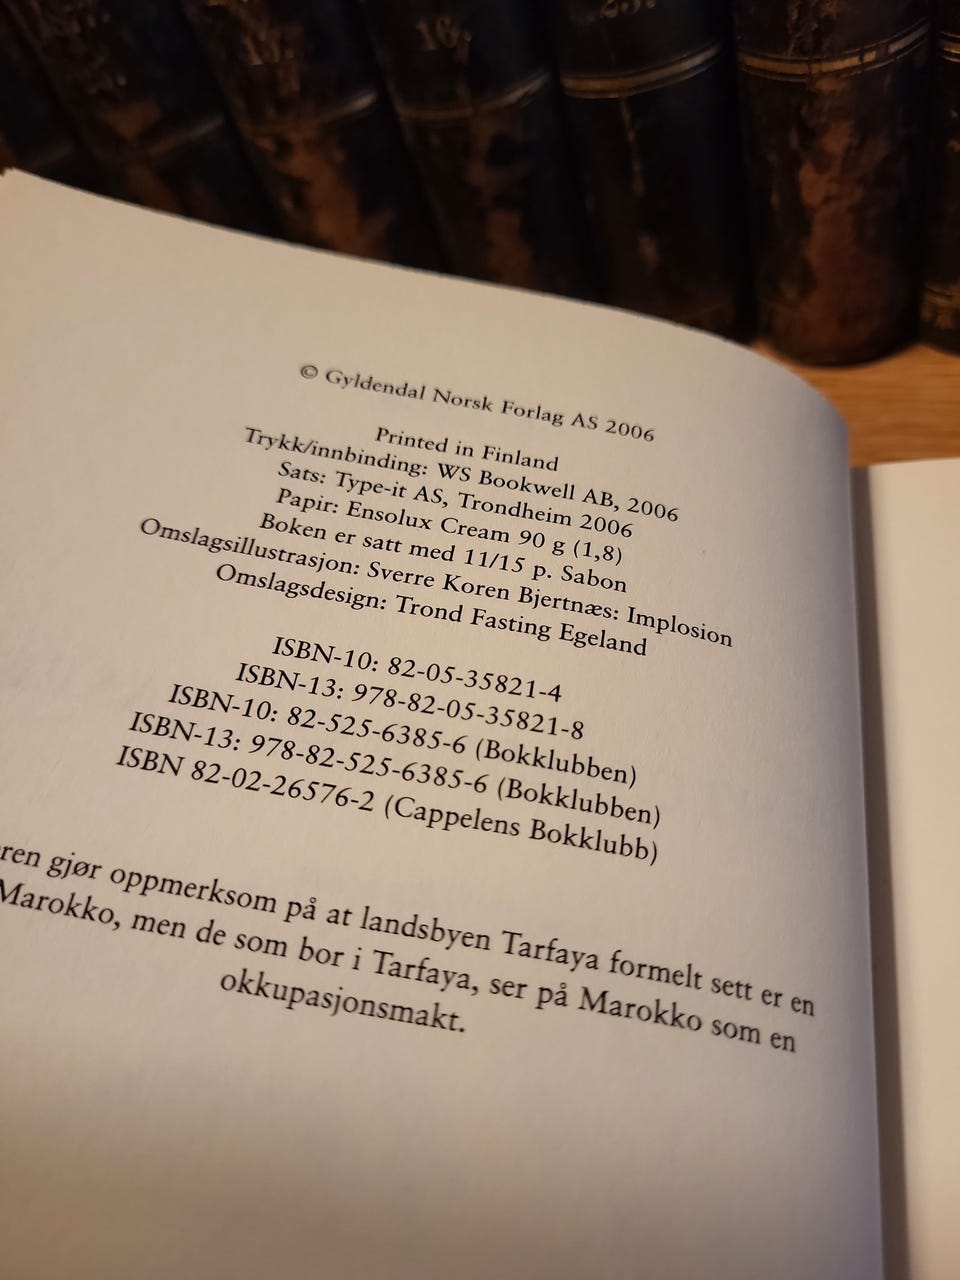 15.
16.
© Gyldendal Norsk Forlag AS 2006
Printed in Finland
Trykk/innbinding: WS Bookwell AB, 2006
Sats: Type-it AS, Trondheim 2006
Papir: Ensolux Cream 90 g (1,8)
Boken er satt med 11/15 p. Sabon
Omslagsillustrasjon: Sverre Koren Bjertnæs: Implosion
Omslagsdesign: Trond Fasting Egeland
ISBN-10: 82-05-35821-4
ISBN-13: 978-82-05-35821-8
ISBN-10: 82-525-6385-6 (Bokklubben)
ISBN-13: 978-82-525-6385-6 (Bokklubben)
ISBN 82-02-26576-2 (Cappelens Bokklubb)
ren gjør oppmerksom på at landsbyen Tarfaya formelt sett er en
Marokko, men de som bor i Tarfaya, ser på Marokko som en
okkupasjonsmakt.